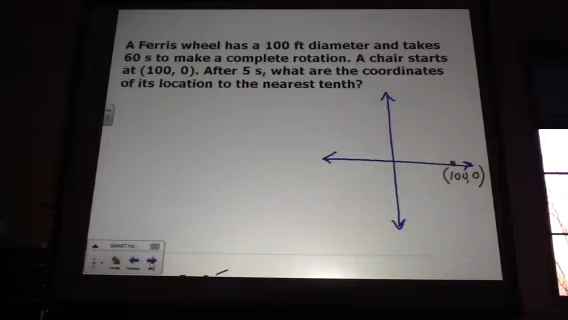 A Ferris wheel has a 100 ft diameter and takes
60 s to make a complete rotation. A chair starts
at (100, 0). After 5 s, what are the coordinates
of its location to the nearest tenth?
(100,0)